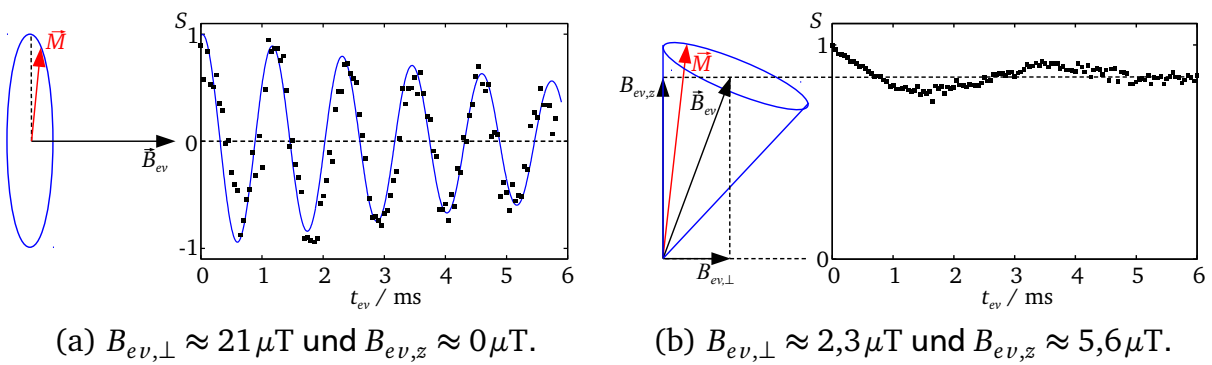 S
1
0
-1
M⃗
B⃗ev
0 1 2 3 4 5 6
tev / ms
(a) Bev,⊥ ≈ 21 μT und Bev,z ≈ 0 μT.
S
1
0
Bev,z
M⃗
B⃗ev
Bev,⊥
0 1 2 3 4 5 6
tev / ms
(b) Bev,⊥ ≈ 2,3 μT und Bev,z ≈ 5,6 μT.